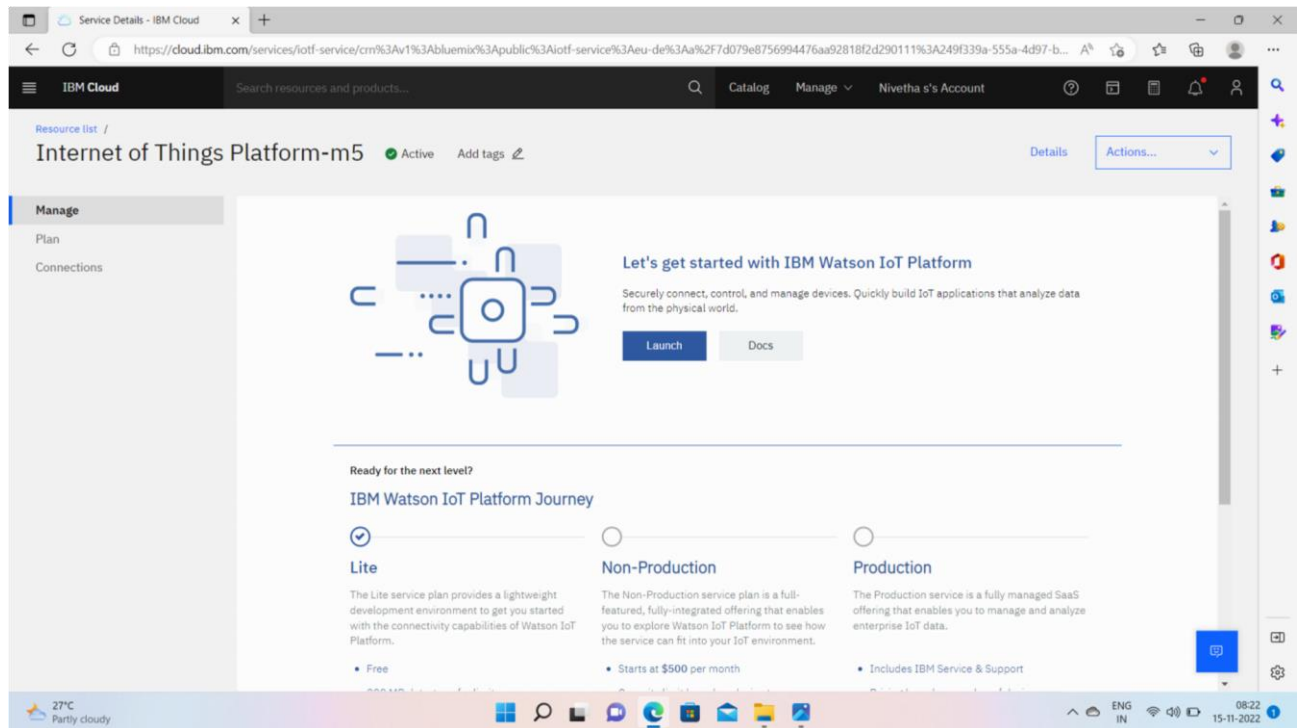 Service Details - IBM Cloud
https://cloud.ibm.com/services/iotf-service/crn%3Av1%3Abluemix%3Apublic%3Aiotf-service%3Aeu-de%3Aa%2F7d079e8756994476aa92818f2d290111%3A249f339a-555a-4d97-b...
IBM Cloud
Search resources and products...
Catalog
Manage
Nivetha s's Account
Resource list /
Internet of Things Platform-m5
Active
Add tags
Details
Actions...
Manage
Plan
Connections
Let's get started with IBM Watson IoT Platform
Securely connect, control, and manage devices. Quickly build IoT applications that analyze data
from the physical world.
Launch
Docs
Ready for the next level?
IBM Watson IoT Platform Journey
Lite
The Lite service plan provides a lightweight
development environment to get you started
with the connectivity capabilities of Watson IoT
Platform.
• Free
Non-Production
The Non-Production service plan is a full-
featured, fully-integrated offering that enables
you to explore Watson IoT Platform to see how
the service can fit into your IoT environment.
• Starts at $500 per month
Production
The Production service is a fully managed SaaS
offering that enables you to manage and analyze
enterprise IoT data.
• Includes IBM Service & Support
27°C
Partly cloudy
ENG
IN
08:22
15-11-2022
1